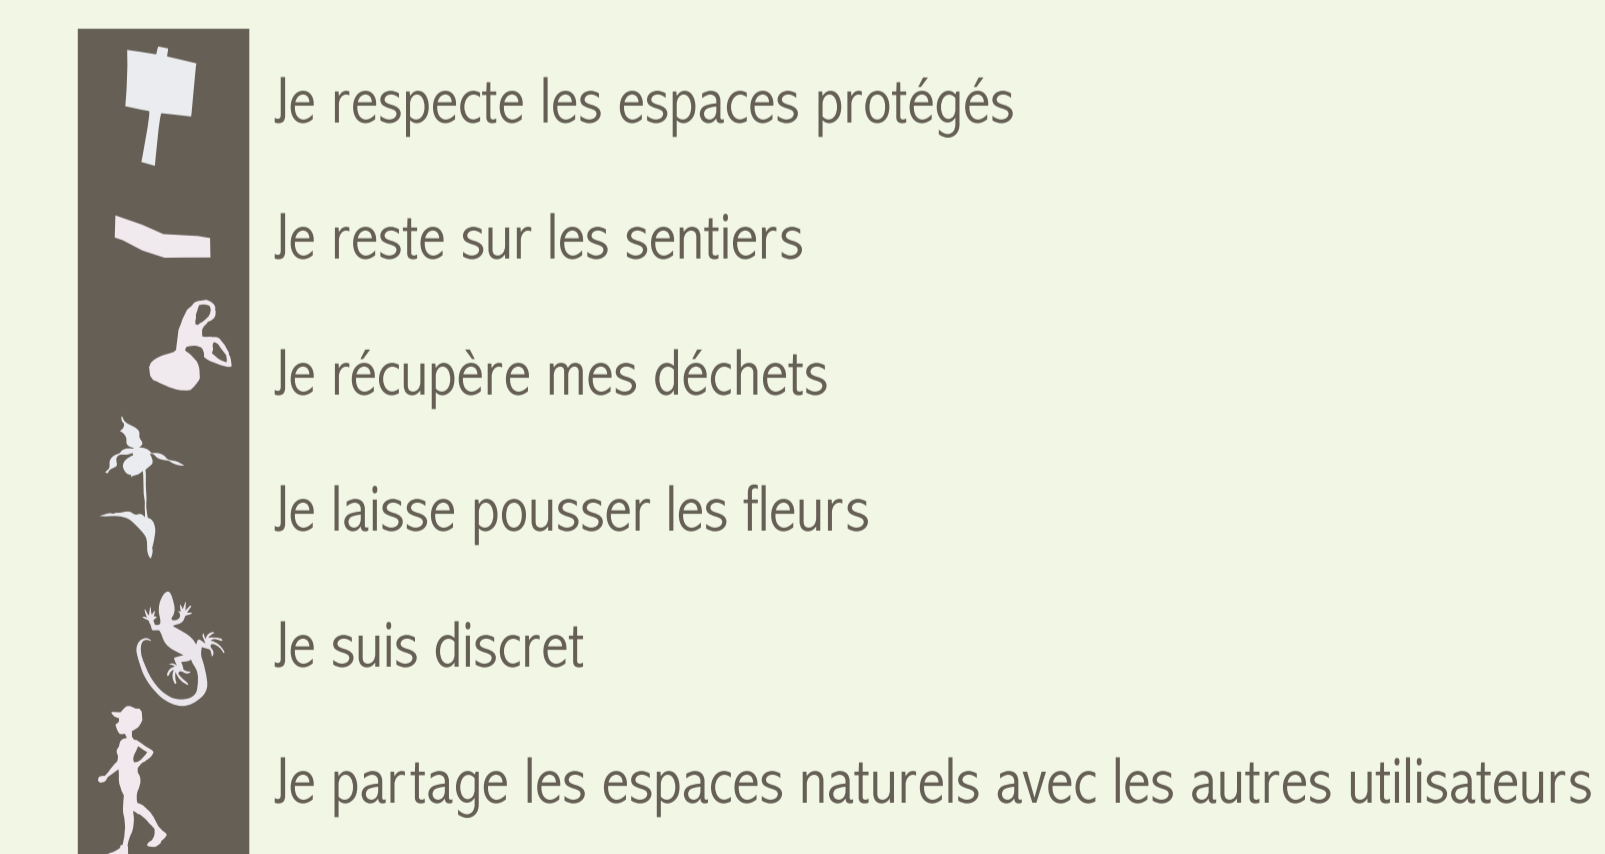 Je respecte les espaces protégés
Je reste sur les sentiers
Je récupère mes déchets
Je laisse pousser les fleurs
Je suis discret
Je partage les espaces naturels avec les autres utilisateurs